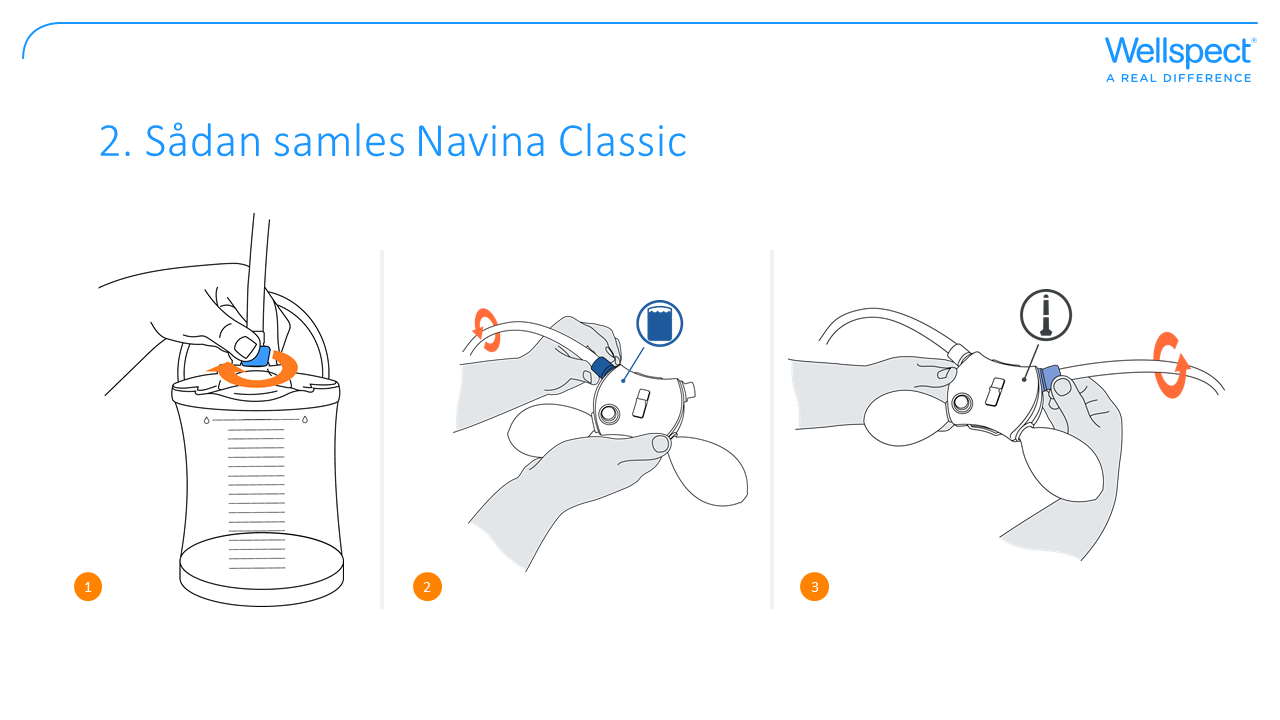 Wellspect®
A REAL DIFFERENCE
2. Sådan samles Navina Classic
1
2
3